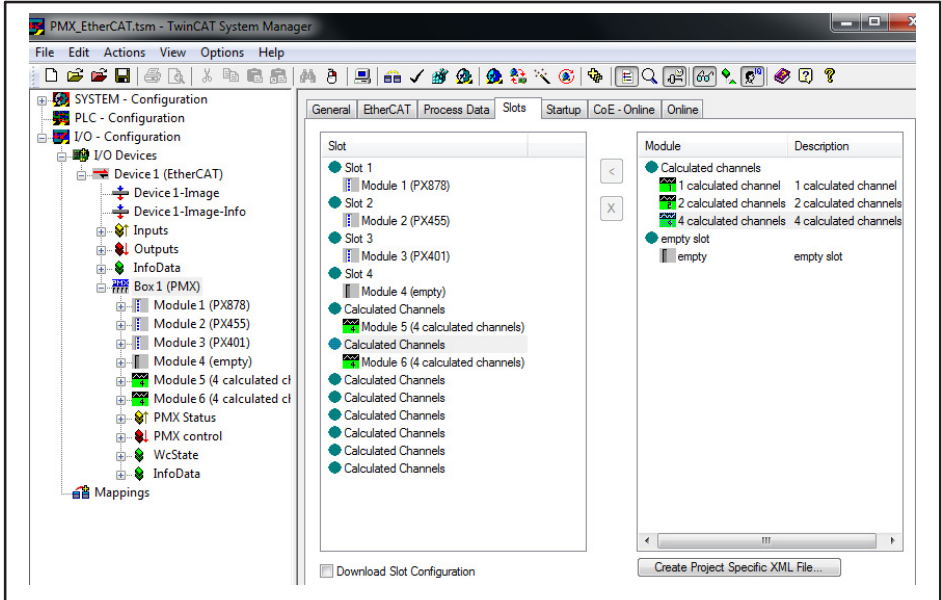 PMX_EtherCAT.tsm - TwinCAT System Manager
File Edit Actions View Options Help
SYSTEM - Configuration
PLC - Configuration
I/O - Configuration
I/O Devices
Device 1 (EtherCAT)
Device 1-Image
Device 1-Image-Info
Inputs
Outputs
InfoData
Box 1 (PMX)
Module 1 (PX878)
Module 2 (PX455)
Module 3 (PX401)
Module 4 (empty)
Module 5 (4 calculated cl
Module 6 (4 calculated cl
PMX Status
PMX control
WcState
InfoData
Mappings
General EtherCAT Process Data Slots Startup CoE - Online Online
Slot
Slot 1
Module 1 (PX878)
Slot 2
Module 2 (PX455)
Slot 3
Module 3 (PX401)
Slot 4
Module 4 (empty)
Calculated Channels
Module 5 (4 calculated channels)
Calculated Channels
Module 6 (4 calculated channels)
Calculated Channels
Calculated Channels
Calculated Channels
Calculated Channels
Calculated Channels
Calculated Channels
Download Slot Configuration
<
X
Module Description
Calculated channels
1 calculated channel 1 calculated channel
2 calculated channels 2 calculated channels
4 calculated channels 4 calculated channels
empty slot
empty empty slot
Create Project Specific XML File...